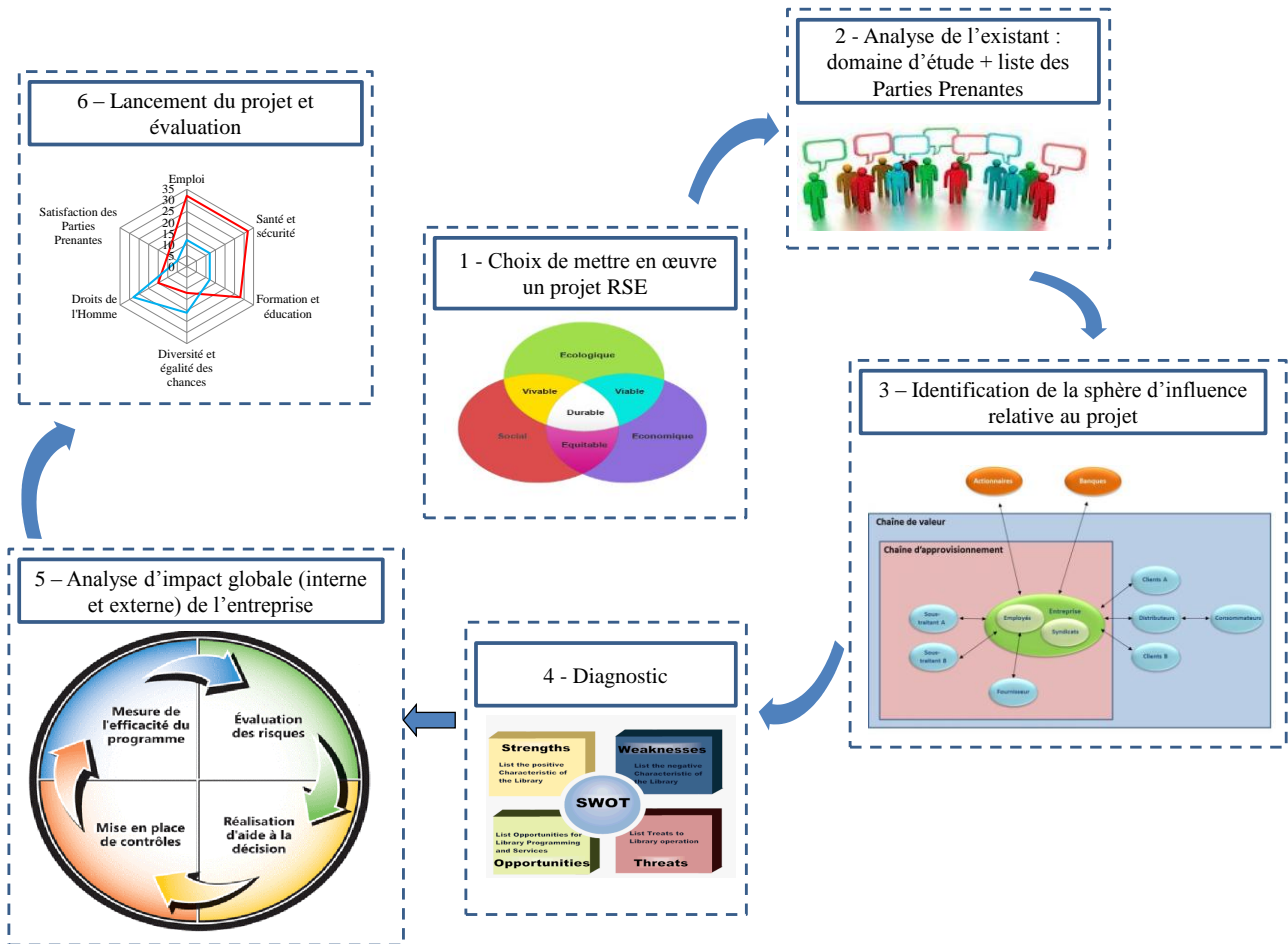 1 - Choix de mettre en œuvre
un projet RSE
Ecologique
Vivable
Viable
Durable
Social
Equitable
Economique
2 - Analyse de l’existant :
domaine d’étude + liste des
Parties Prenantes
3 – Identification de la sphère d’influence
relative au projet
Actionnaires
Banques
Chaîne de valeur
Chaîne d’approvisionnement
Clients A
Entreprise
Sous-
traitant A
Employés
Distributeurs
Consommateurs
Syndicats
Sous-
traitant B
Clients B
Fournisseur
4 - Diagnostic
Strengths
List the positive
Characteristic of
the Library
Weaknesses
List the negative
Characteristic of
the Library
SWOT
List Opportunities for
Library Programming
and Services
Opportunities
List Treats to
Library operation
Threats
5 – Analyse d’impact globale (interne
et externe) de l’entreprise
Mesure de
l'efficacité du
programme
Évaluation
des risques
Mise en place
de contrôles
Réalisation
d'aide à la
décision
6 – Lancement du projet et
évaluation
Emploi
35
30
25
20
15
10
5
0
Santé et
sécurité
Formation et
éducation
Diversité et
égalité des
chances
Droits de
l'Homme
Satisfaction des
Parties
Prenantes